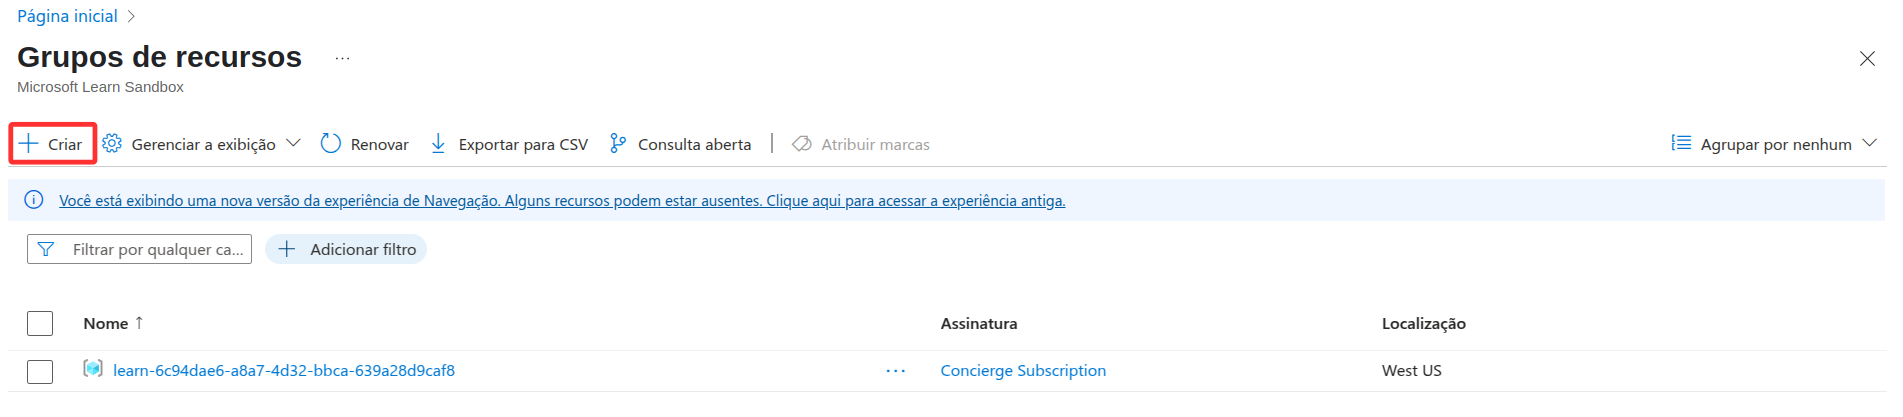 Página inicial
Grupos de recursos ...
Microsoft Learn Sandbox
Criar Gerenciar a exibição Renovar Exportar para CSV Consulta aberta Atribuir marcas Agrupar por nenhum
Você está exibindo uma nova versão da experiência de Navegação. Alguns recursos podem estar ausentes. Clique aqui para acessar a experiência antiga.
Filtrar por qualquer ca... Adicionar filtro
Nome ↑ Assinatura Localização
learn-6c94dae6-a8a7-4d32-bbca-639a28d9caf8 ... Concierge Subscription West US